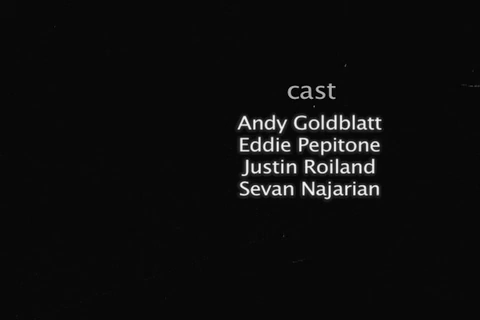 cast
Andy Goldblatt
Eddie Pepitone
Justin Roiland
Sevan Najarian